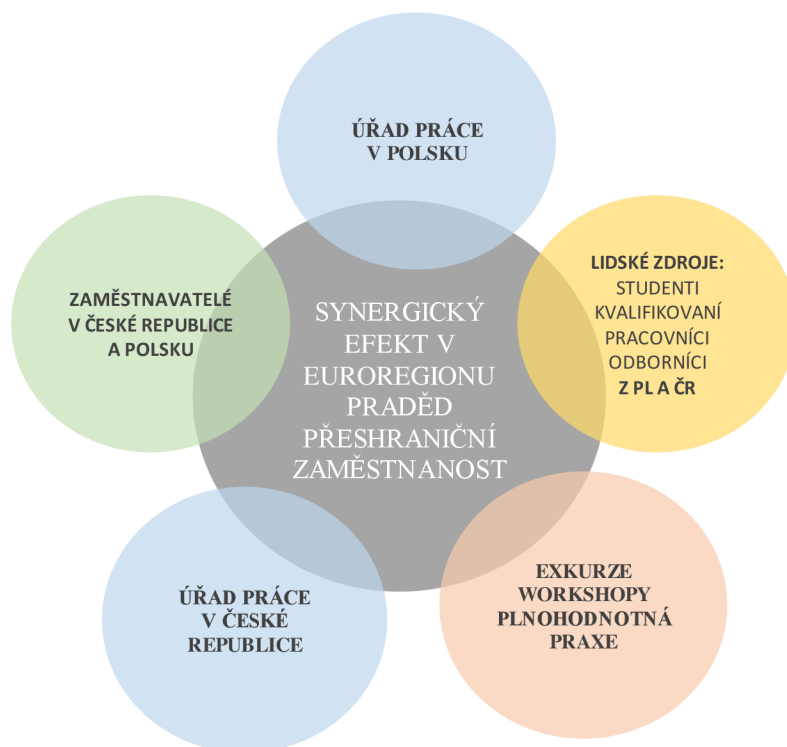 ÚŘAD PRÁCE
V POLSKU
ZAMĚSTNAVATELÉ
V ČESKÉ REPUBLICE
A POLSKU
SYNERGICKÝ
EFEKT V
EUROREGIONU
PRADĚD
PŘESHRANIČNÍ
ZAMĚSTNANOST
LIDSKÉ ZDROJE:
STUDENTI
KVALIFIKOVANÍ
PRACOVNÍCI
ODBORNÍCI
Z PL A ČR
ÚŘAD PRÁCE
V ČESKÉ
REPUBLICE
EXKURZE
WORKSHOPY
PLNOHODNOTNÁ
PRAXE